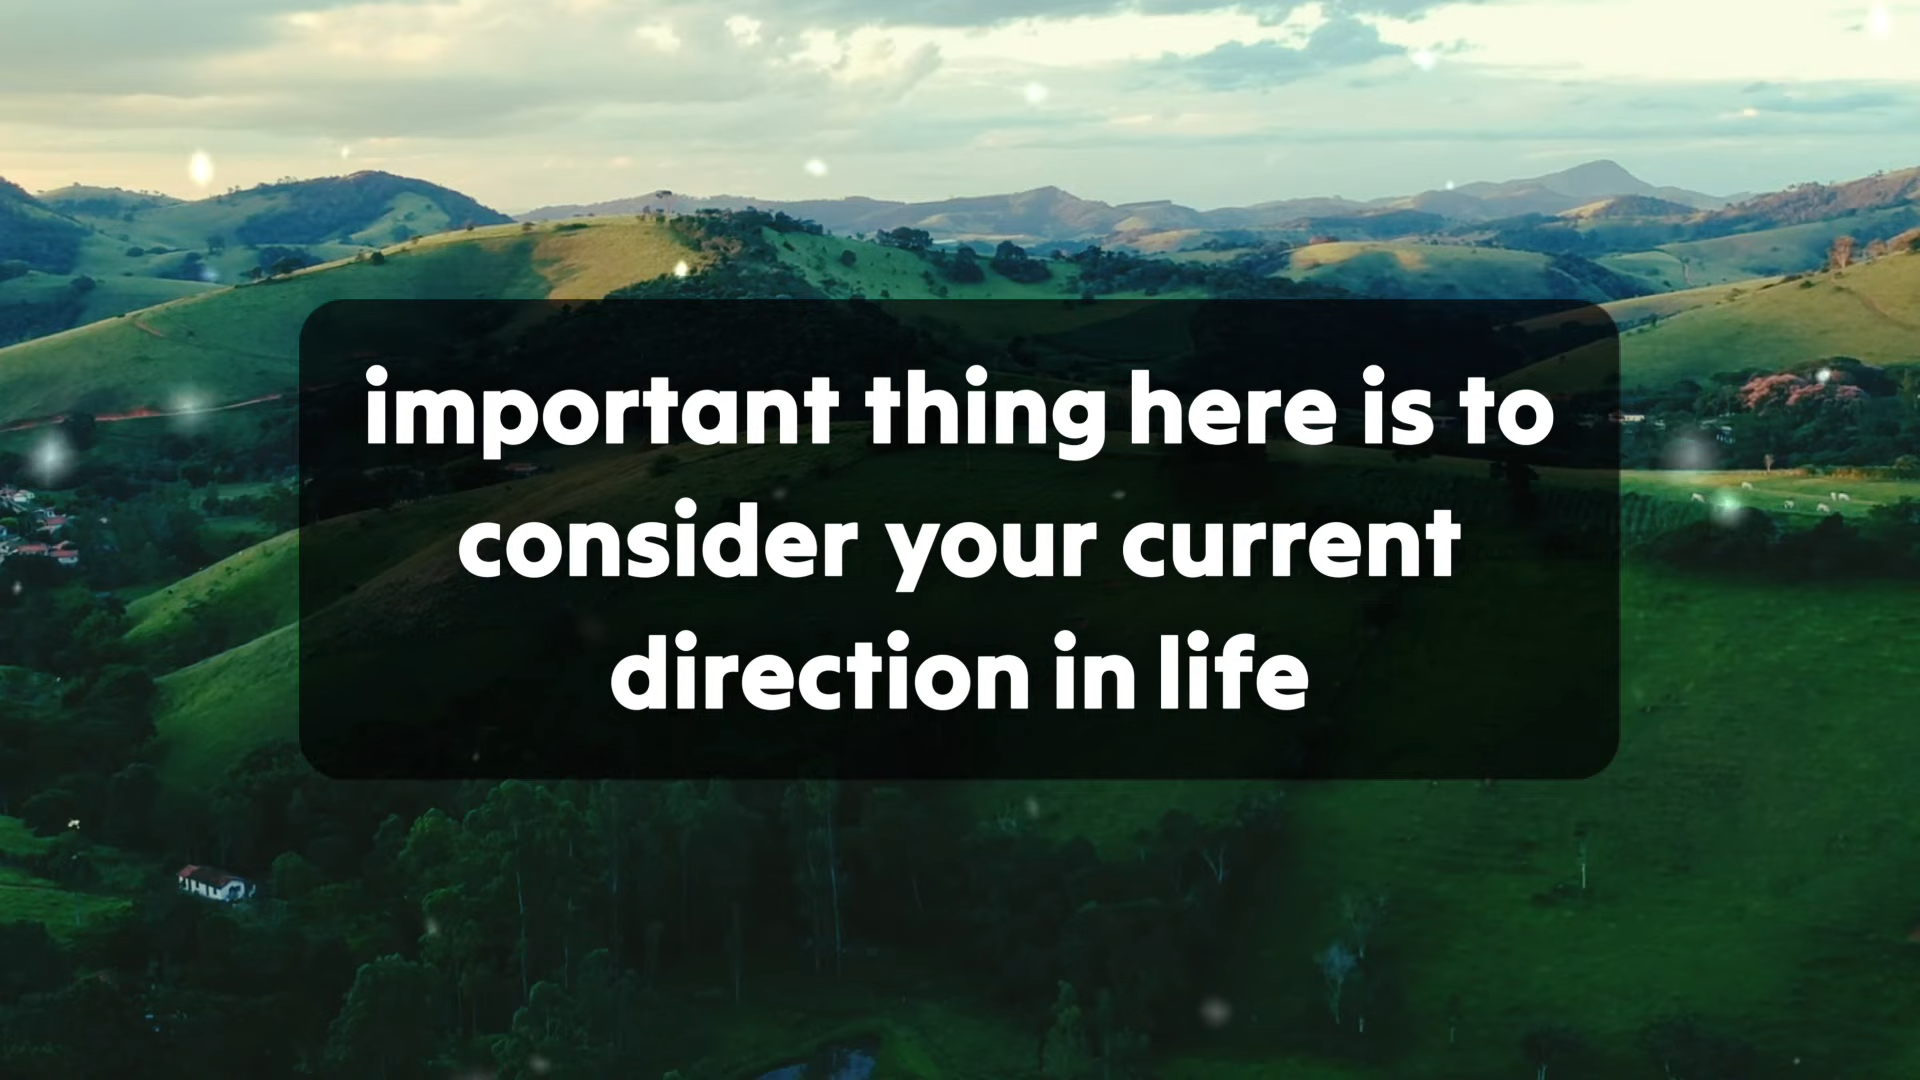 important thing here is to
consider your current
direction in life